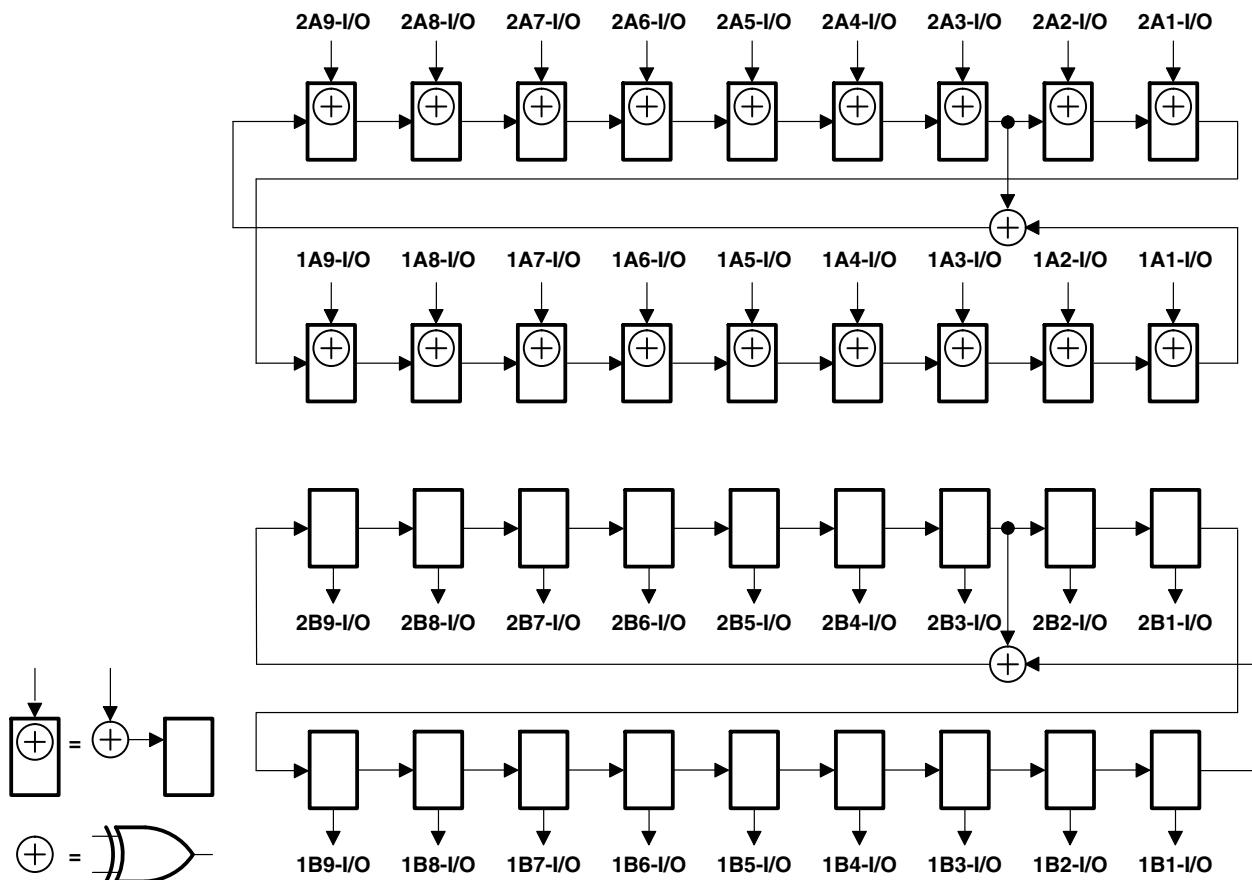 2A9-I/O 2A8-I/O 2A7-I/O 2A6-I/O 2A5-I/O 2A4-I/O 2A3-I/O 2A2-I/O 2A1-I/O
1A9-I/O 1A8-I/O 1A7-I/O 1A6-I/O 1A5-I/O 1A4-I/O 1A3-I/O 1A2-I/O 1A1-I/O
2B9-I/O 2B8-I/O 2B7-I/O 2B6-I/O 2B5-I/O 2B4-I/O 2B3-I/O 2B2-I/O 2B1-I/O
=
=
1B9-I/O 1B8-I/O 1B7-I/O 1B6-I/O 1B5-I/O 1B4-I/O 1B3-I/O 1B2-I/O 1B1-I/O